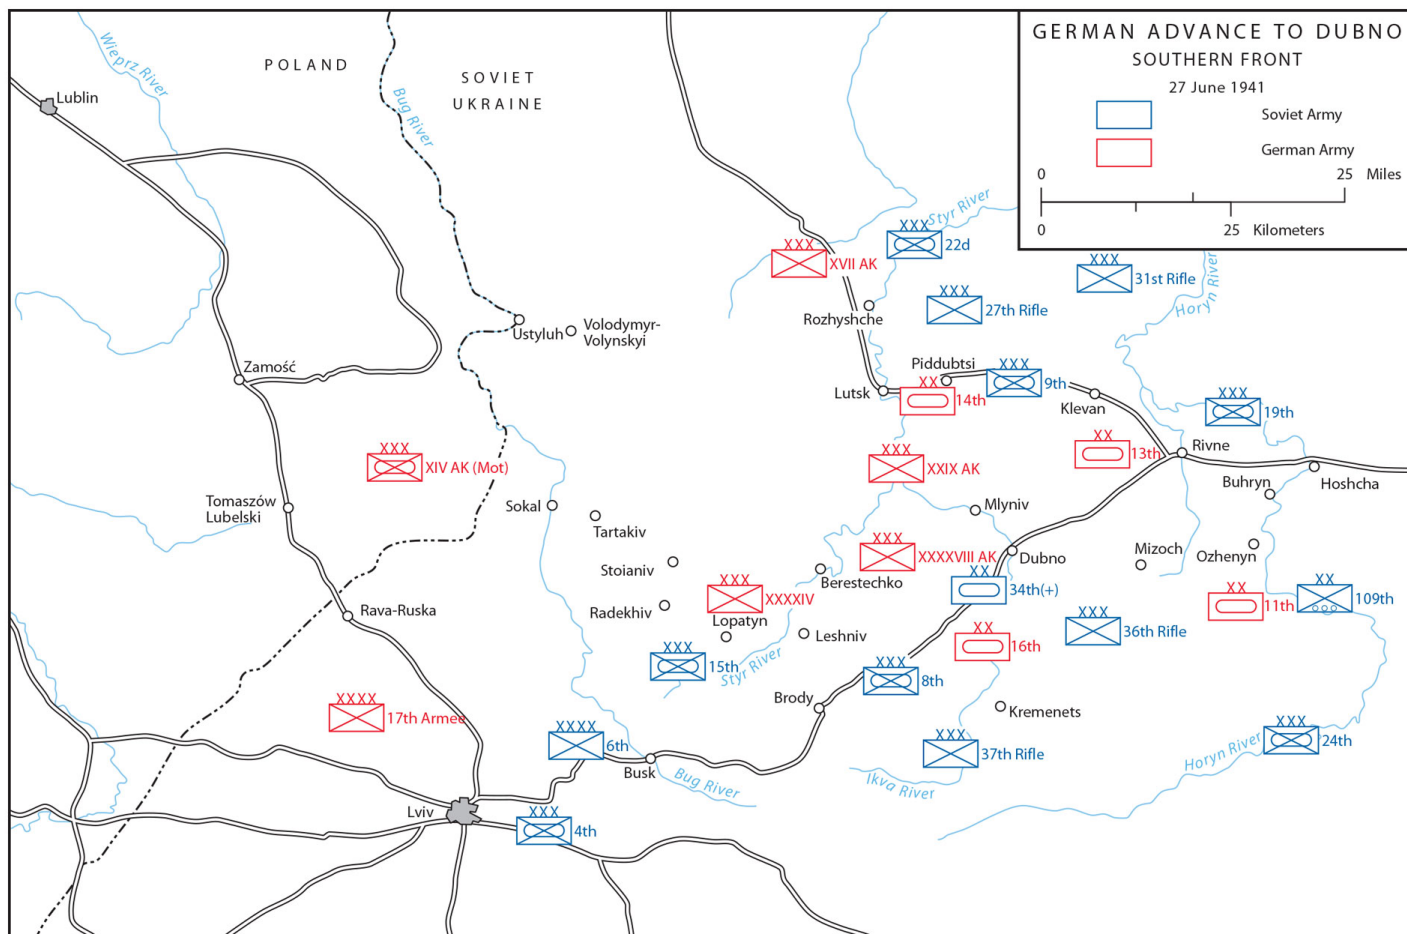 GERMAN ADVANCE TO DUBNO
SOUTHERN FRONT
27 June 1941
Soviet Army
German Army
0
25
Miles
0
25
Kilometers
POLAND
SOVIET
UKRAINE
Wieprz River
Lublin
Bug River
Styr River
XXX
22d
XXX
XVII AK
XXX
31st Rifle
XXX
27th Rifle
Horyn River
Rozhyshche
Ustyluh
Volodymyr-
Volynskyi
Zamość
Piddubtsi
XXX
9th
Lutsk
XX
14th
Klevan
XXX
19th
XXX
XIV AK (Mot)
XXX
XXIX AK
XX
13th
Rivne
Buhryn
Hoshcha
Tomaszów
Lubelski
Sokal
Tartakiv
Mlyniv
Stoianiv
XXX
XXXXVIII AK
Dubno
Mizoch
Ozhenyn
Berestechko
XXX
XXXXIV
XX
34th(+)
XX
11th
XX
109th
Radekhiv
Rava-Ruska
Lopatyn
Leshniv
XX
16th
XXX
36th Rifle
XXX
15th
Styr River
XXX
8th
Brody
Kremenets
XXXX
17th Armee
XXXX
6th
Busk
Bug River
XXX
37th Rifle
Ikva River
Horyn River
XXX
24th
Lviv
XXX
4th